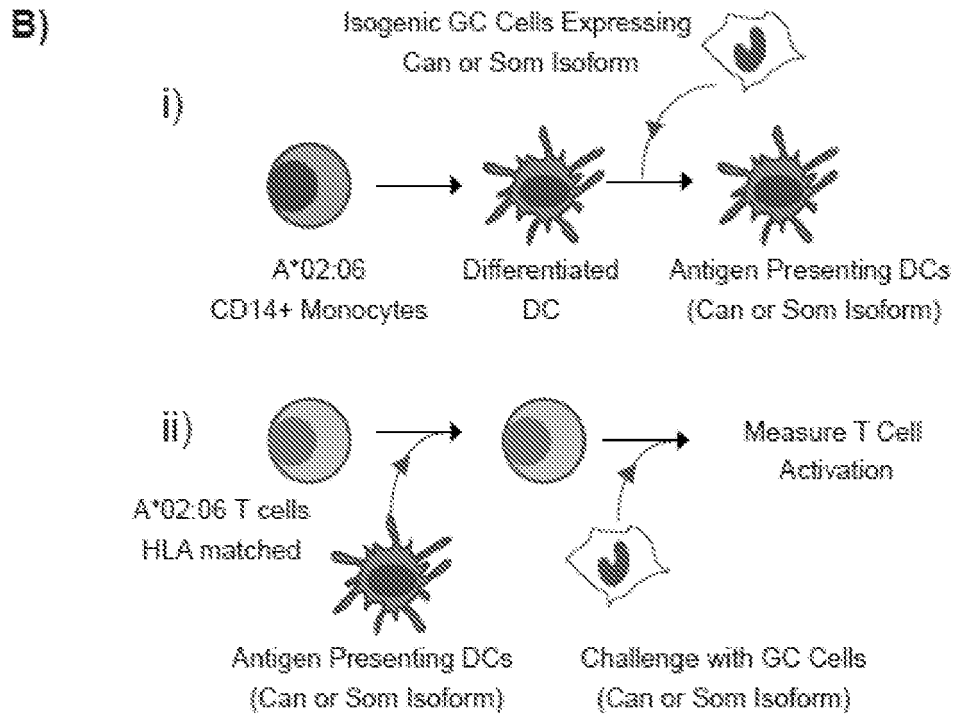 B)
Isogenic GC Cells Expressing
Can or Som Isoform
i)
A*02:06
CD14+ Monocytes
Differentiated
DC
Antigen Presenting DCs
(Can or Som Isoform)
ii)
Measure T Cell
Activation
A*02:06 T cells
HLA matched
Antigen Presenting DCs
(Can or Som Isoform)
Challenge with GC Cells
(Can or Som Isoform)